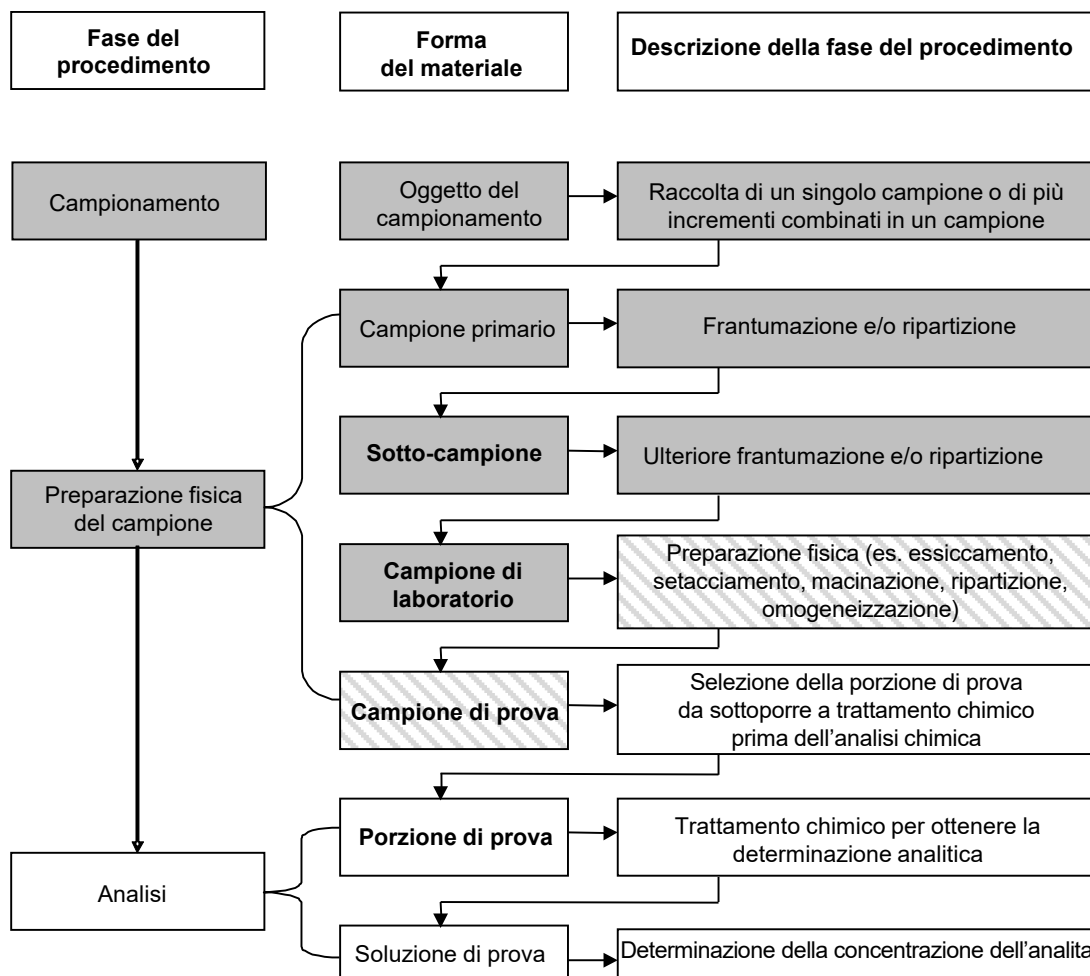 Fase del
procedimento
Forma
del materiale
Descrizione della fase del procedimento
Campionamento
Oggetto del
campionamento
Raccolta di un singolo campione o di più
incrementi combinati in un campione
Campione primario
Frantumazione e/o ripartizione
Sotto-campione
Ulteriore frantumazione e/o ripartizione
Preparazione fisica
del campione
Campione di
laboratorio
Preparazione fisica (es. essiccamento,
setacciamento, macinazione, ripartizione,
omogeneizzazione)
Campione di prova
Selezione della porzione di prova
da sottoporre a trattamento chimico
prima dell’analisi chimica
Porzione di prova
Trattamento chimico per ottenere la
determinazione analitica
Analisi
Soluzione di prova
Determinazione della concentrazione dell’analita